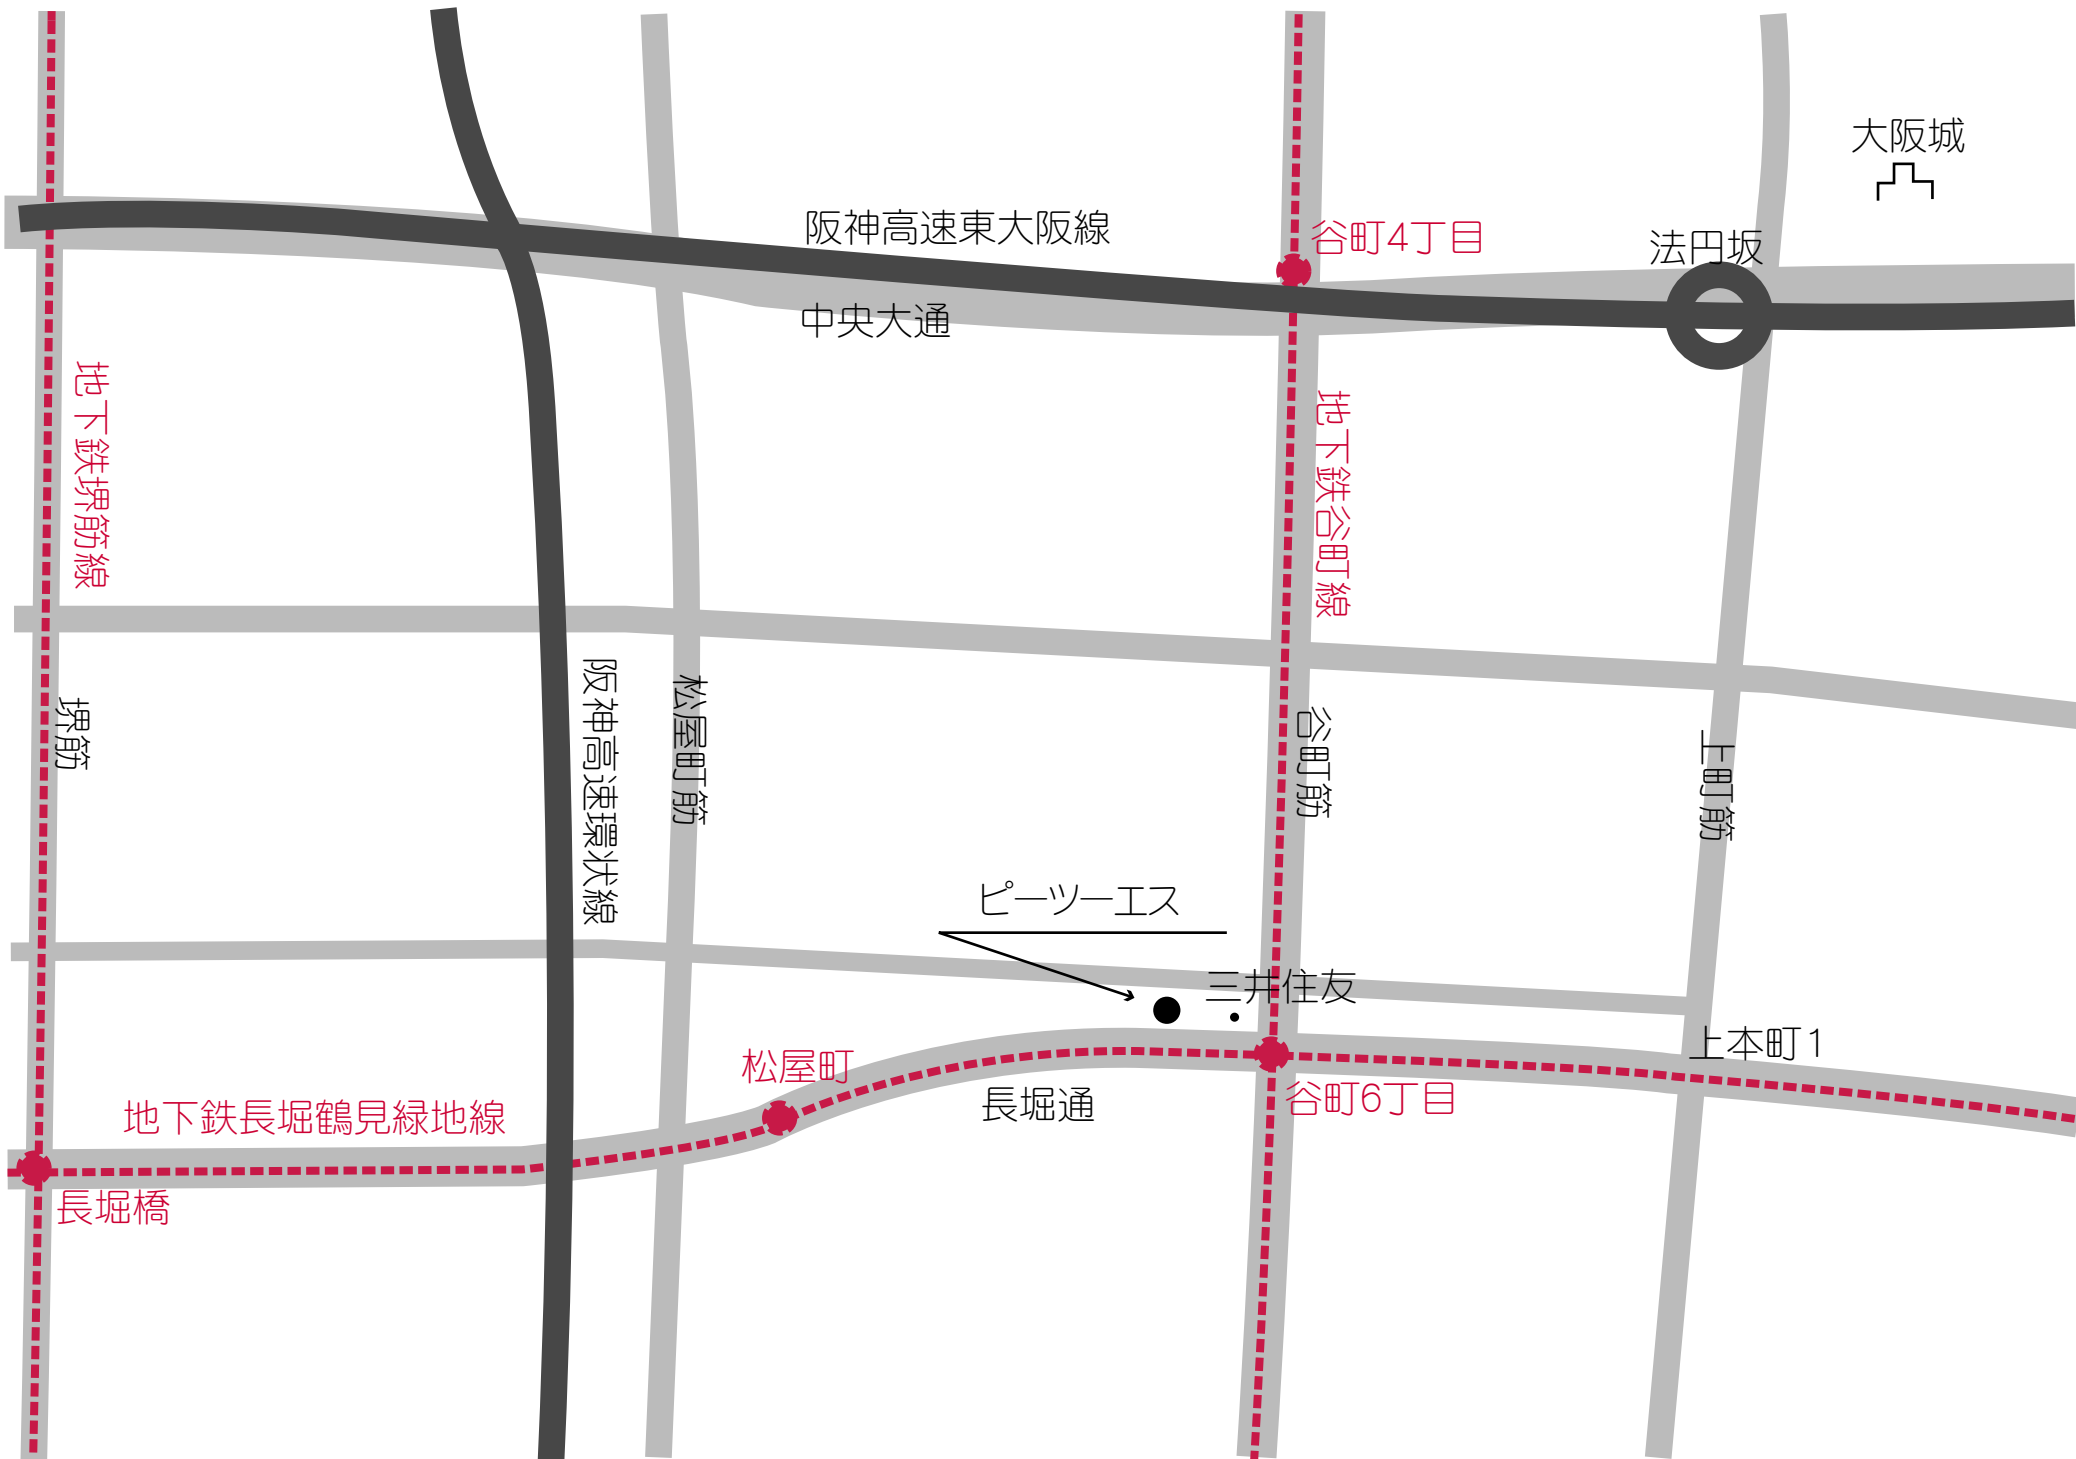 大阪城
阪神高速東大阪線
谷町4丁目
法円坂
中央大通
地下鉄堺筋線
地下鉄谷町線
堺筋
阪神高速環状線
松屋町筋
谷町筋
上町筋
ピーツーエス
三井住友
上本町1
松屋町
谷町6丁目
長堀通
地下鉄長堀鶴見緑地線
長堀橋